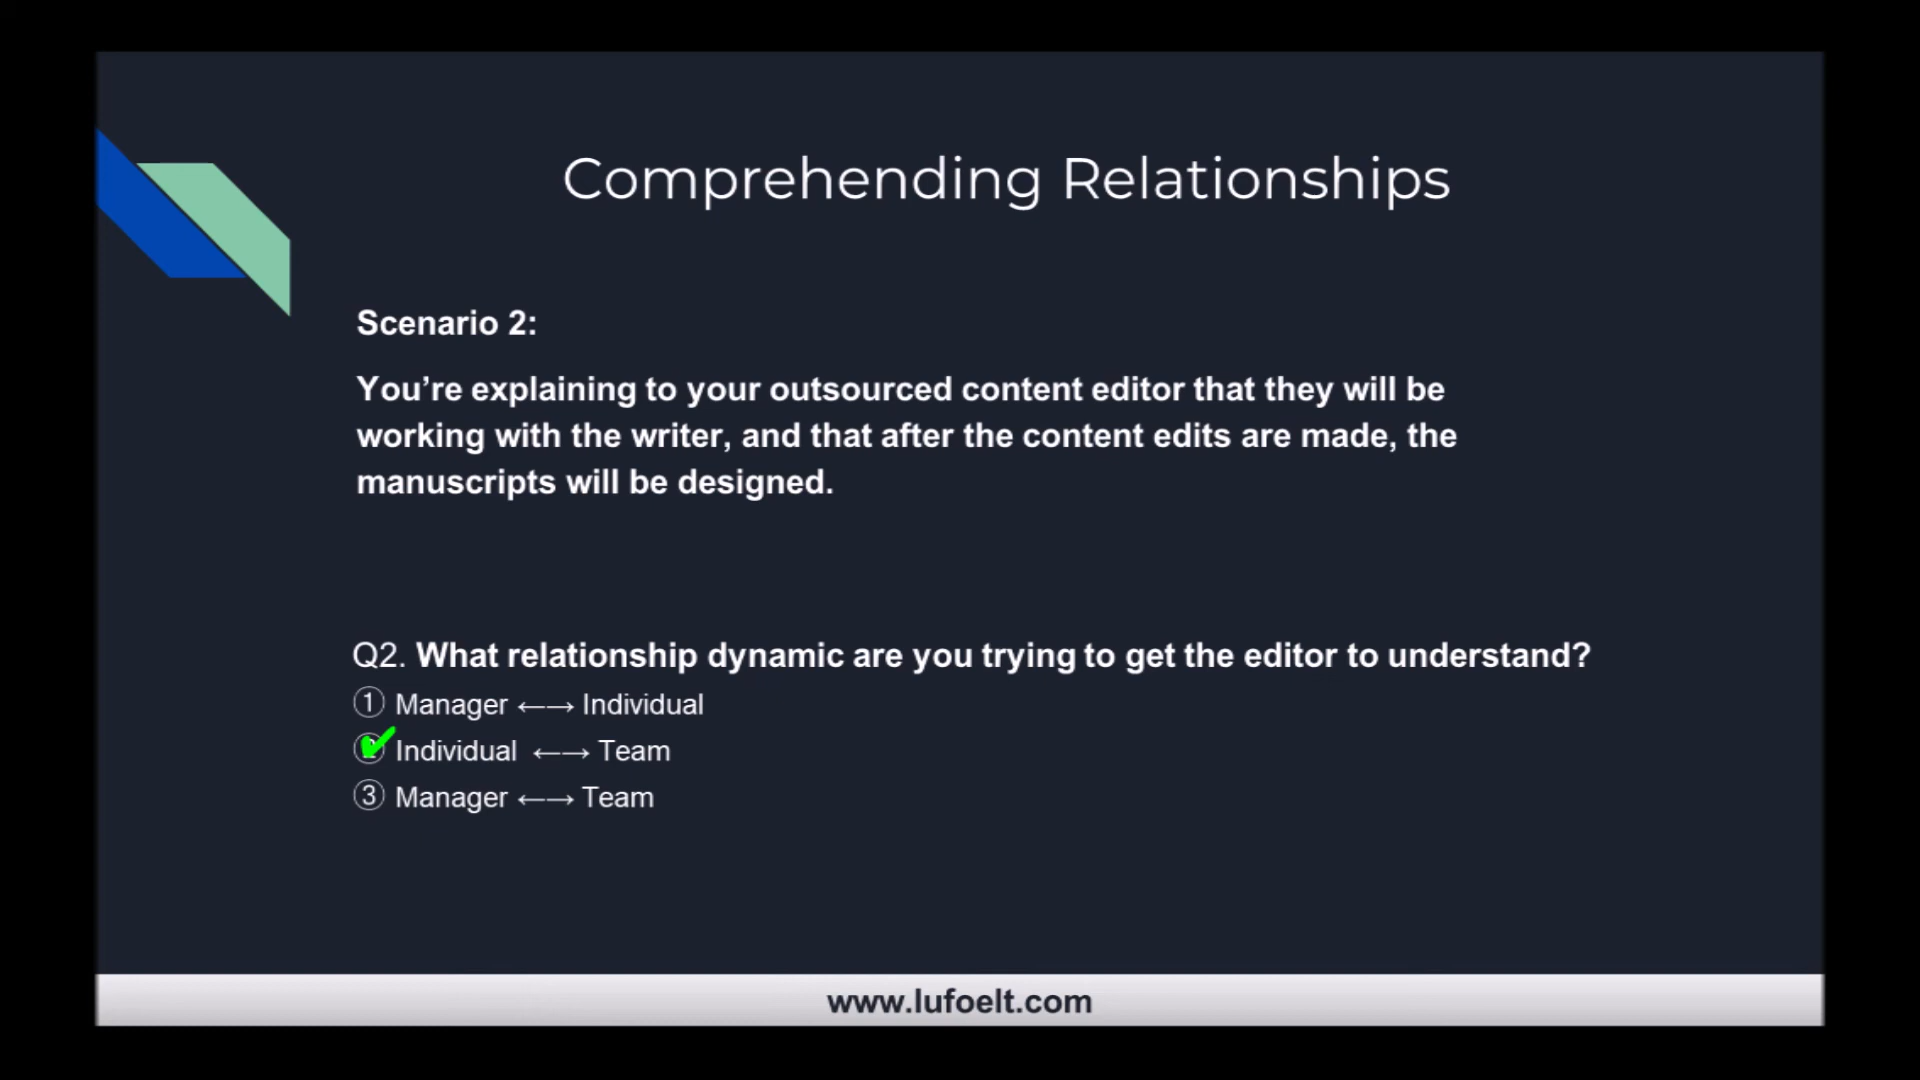 Comprehending Relationships
Scenario 2:
You’re explaining to your outsourced content editor that they will be
working with the writer, and that after the content edits are made, the
manuscripts will be designed.
Q2. What relationship dynamic are you trying to get the editor to understand?
① Manager ←→ Individual
② Individual ←→ Team
③ Manager ←→ Team
www.lufoelt.com